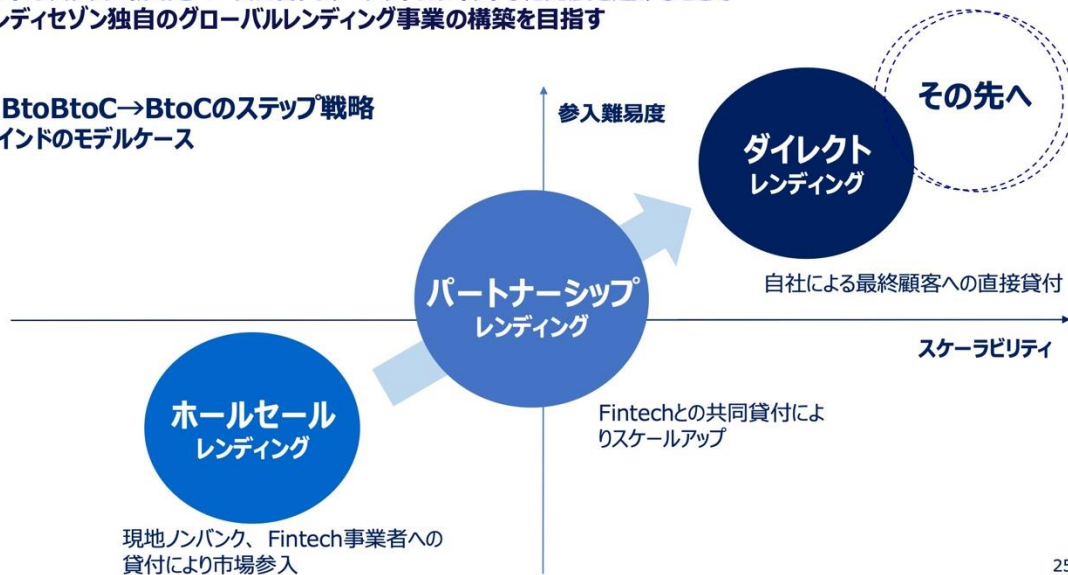 ンディセゾン独自のグローバルレンディング事業の構築を目指す
BtoBtoC→BtoCのステップ戦略
インドのモデルケース
参入難易度
その先へ
ダイレクト
レンディング
自社による最終顧客への直接貸付
パートナーシップ
レンディング
スケーラビリティ
Fintechとの共同貸付によ
りスケールアップ
ホールセール
レンディング
現地ノンバンク、Fintech事業者への
貸付により市場参入
25